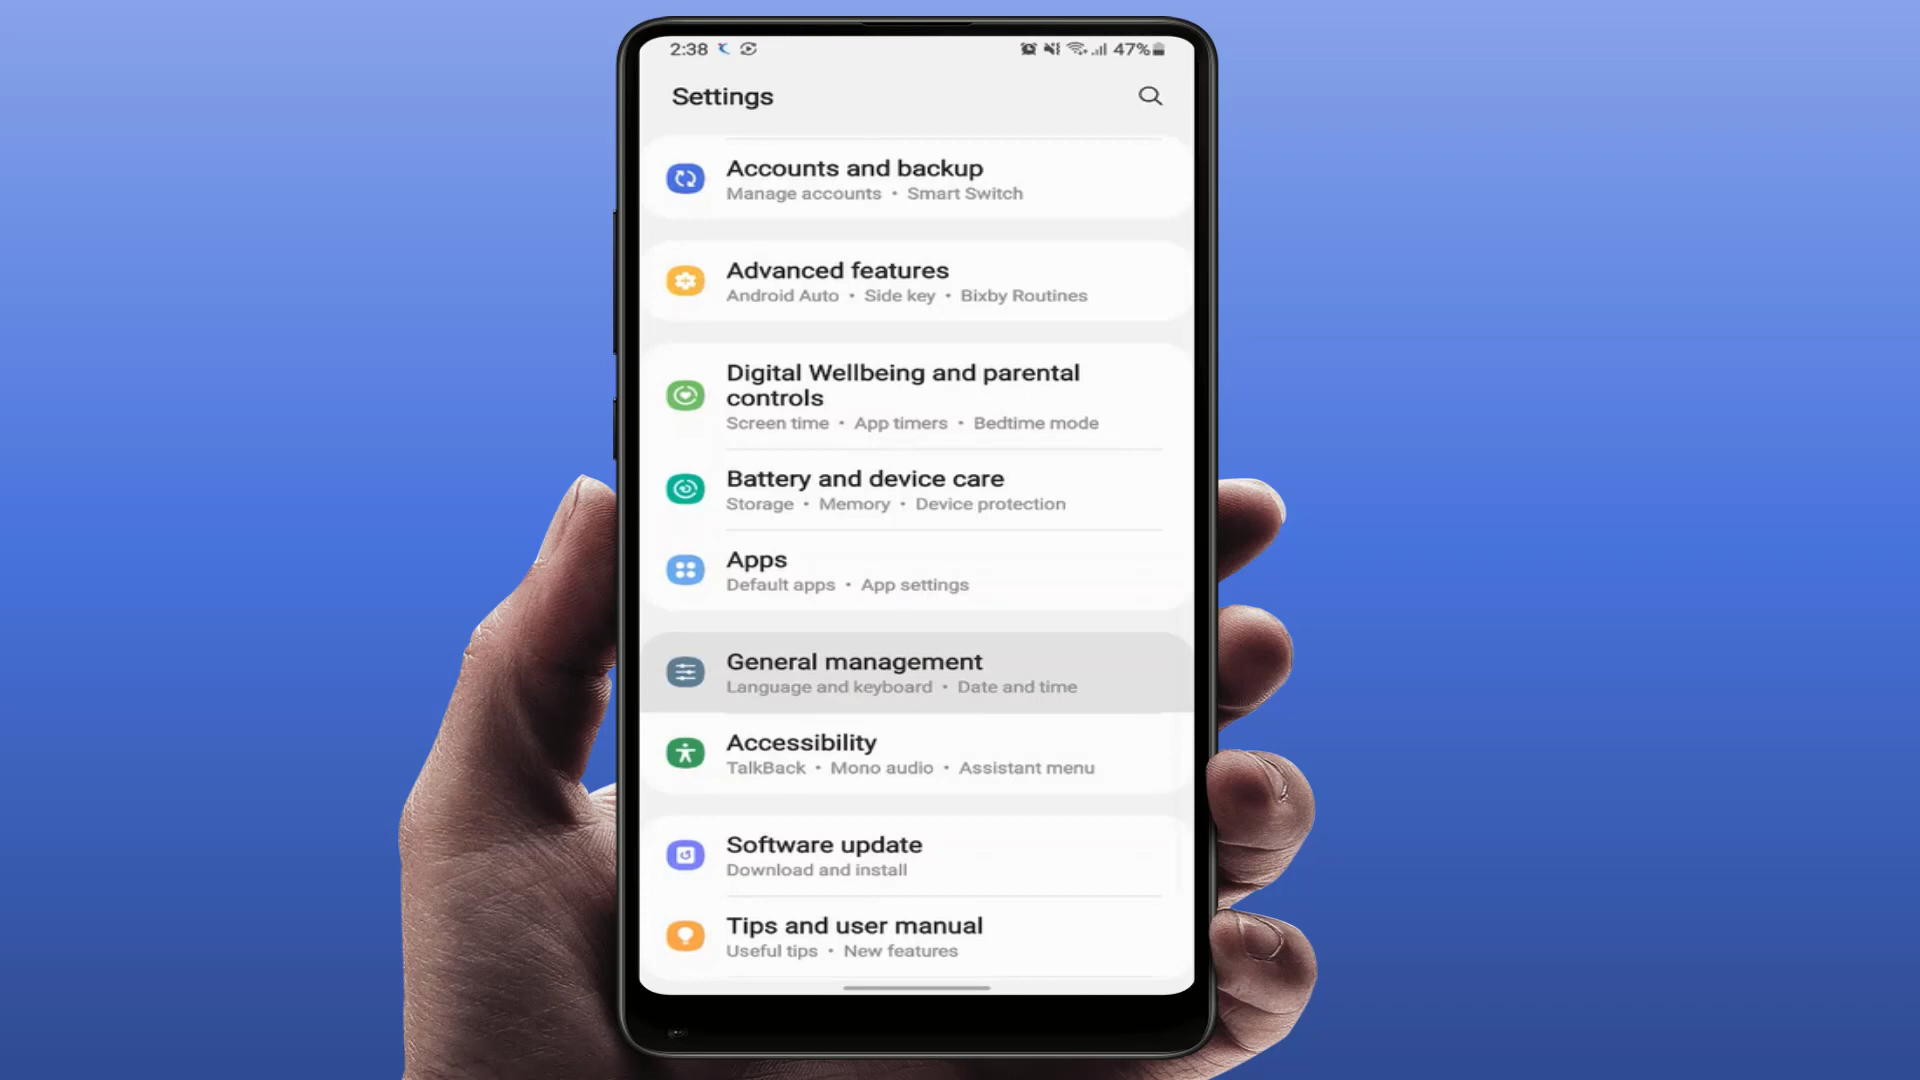 2:38 47%
Settings
Accounts and backup
Manage accounts • Smart Switch
Advanced features
Android Auto • Side key • Bixby Routines
Digital Wellbeing and parental
controls
Screen time • App timers • Bedtime mode
Battery and device care
Storage • Memory • Device protection
Apps
Default apps • App settings
General management
Language and keyboard • Date and time
Accessibility
TalkBack • Mono audio • Assistant menu
Software update
Download and install
Tips and user manual
Useful tips • New features